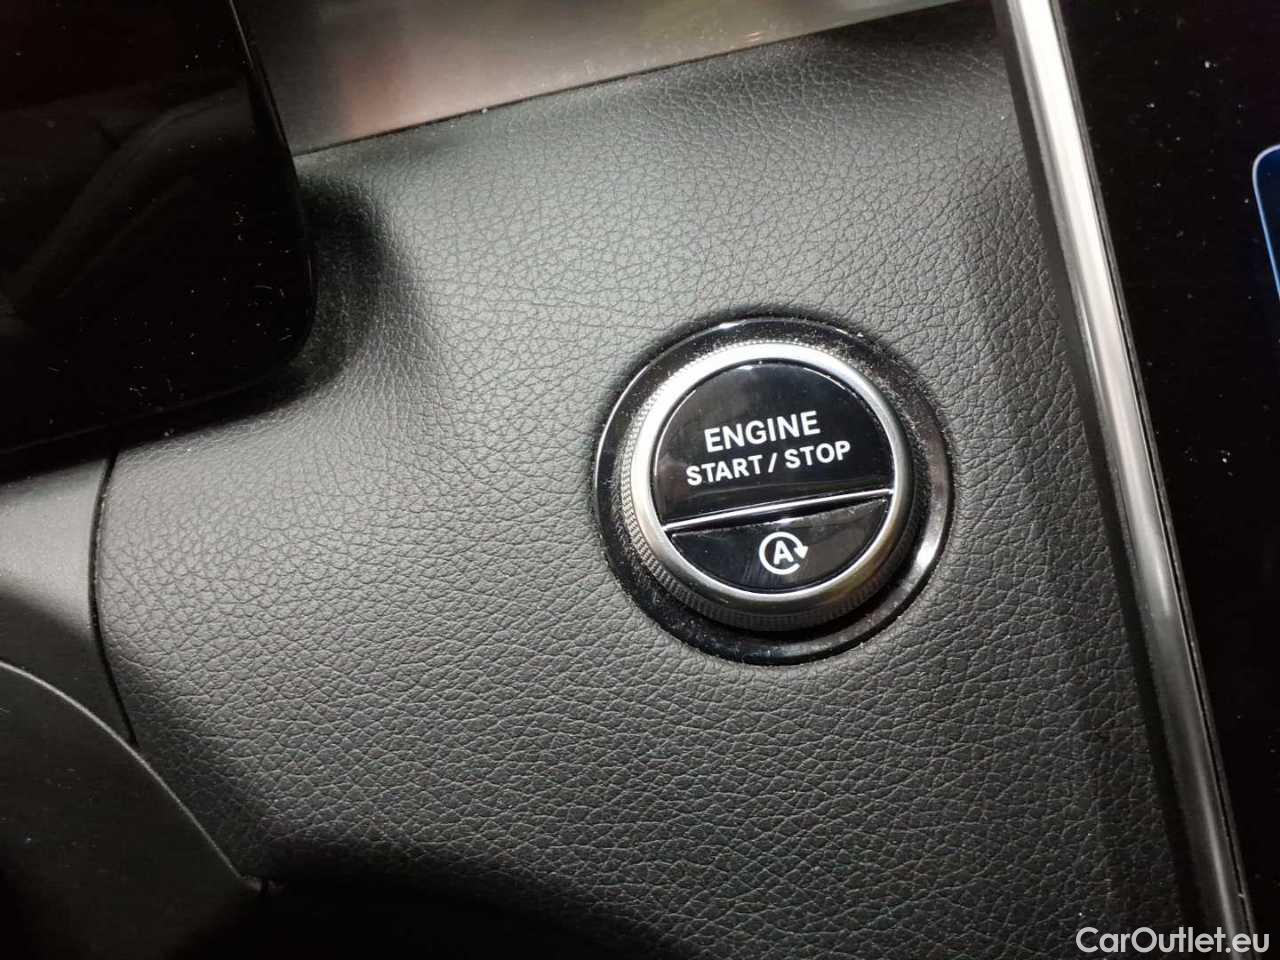 ENGINE
START / STOP
A
CarOutlet.eu